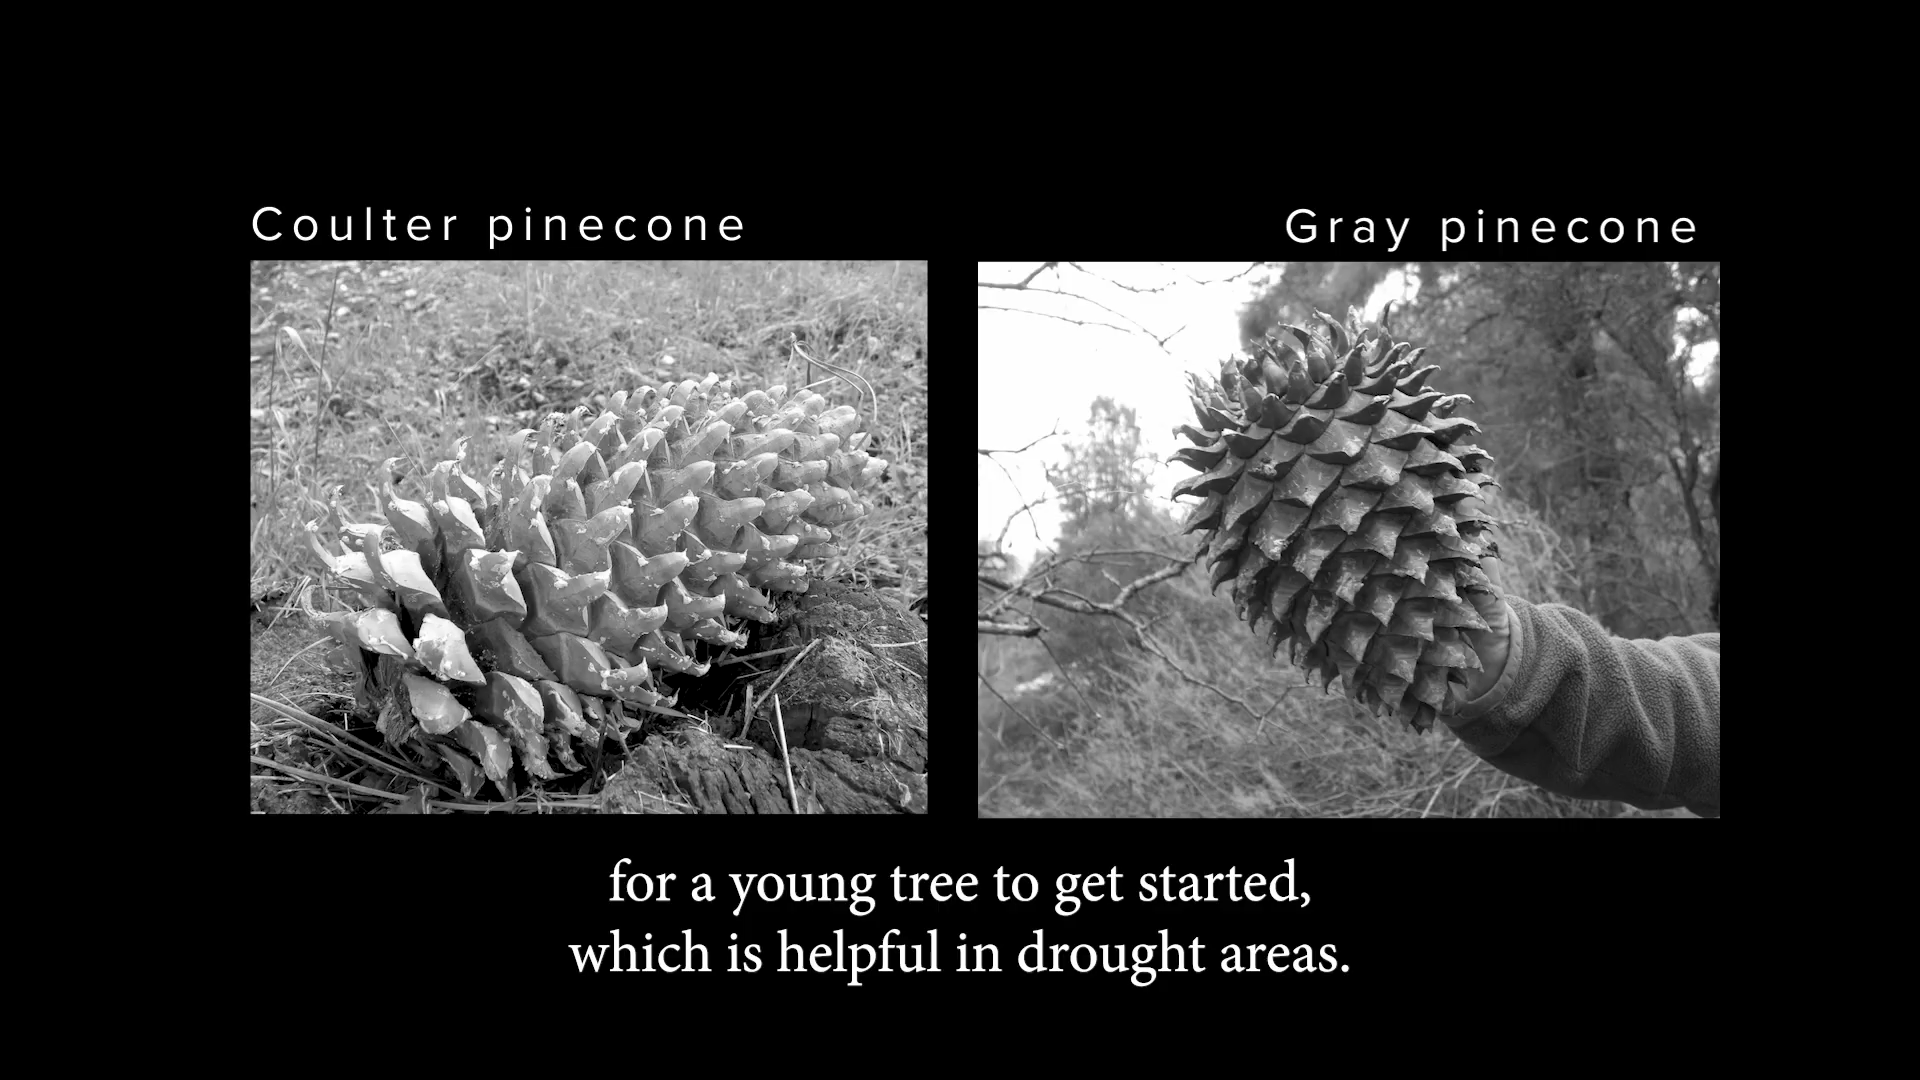 Coulter pinecone
Gray pinecone
for a young tree to get started,
which is helpful in drought areas.